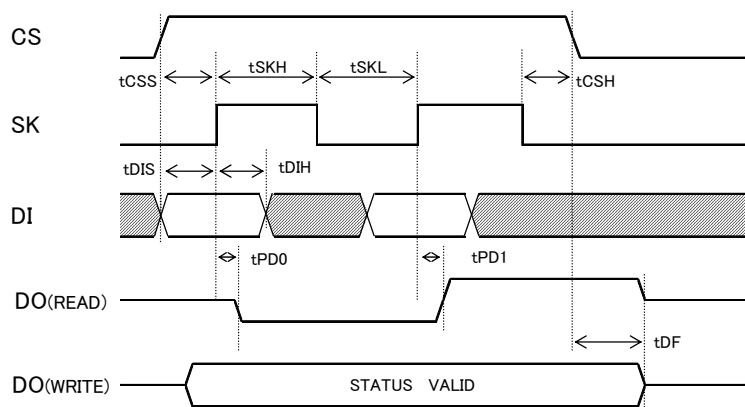 CS
tCSS
tSKH
tSKL
tCSH
SK
tDIS
tDIH
DI
tPD0
tPD1
DO(READ)
tDF
DO(WRITE)
STATUS VALID